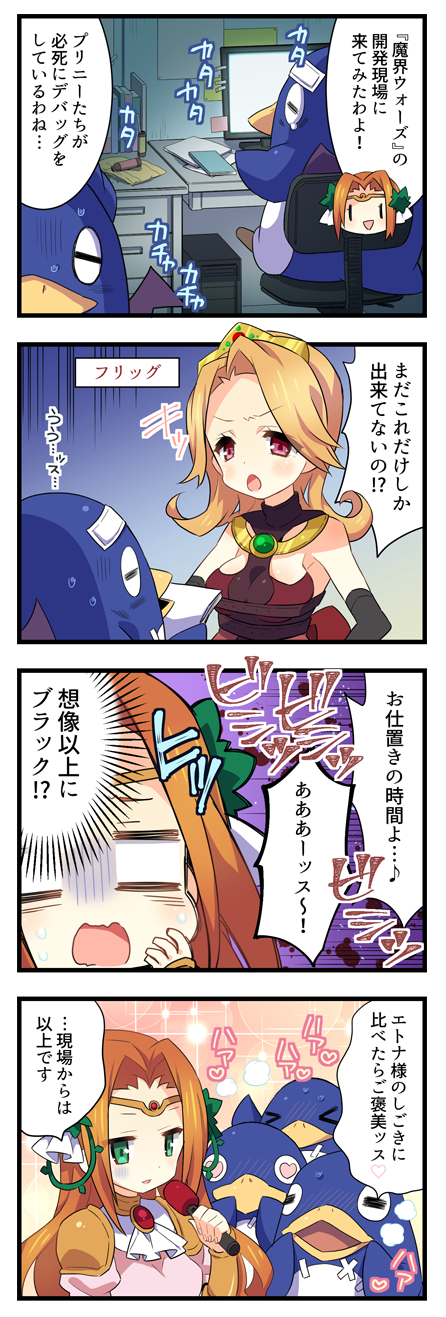 『魔界ウォーズ』の
開発現場に
来てみたわよ！
カタ
カタ
カタ
カタ
プリニーたちが
必死にデバッグを
しているわね…
カチャ
カチャ
まだこれだけしか
出来てないの!?
フリッグ
キッ
うっ…ッス…
お仕置きの時間よ…♪
ビシッ
ビシッ
ビシッ
あああーッス〜！
ヒッ
想像以上に
ブラック!?
エトナ様のしごきに
比べたらご褒美ッス♡
ハァ♡
ハァ♡
ハァ♡
…現場からは
以上です